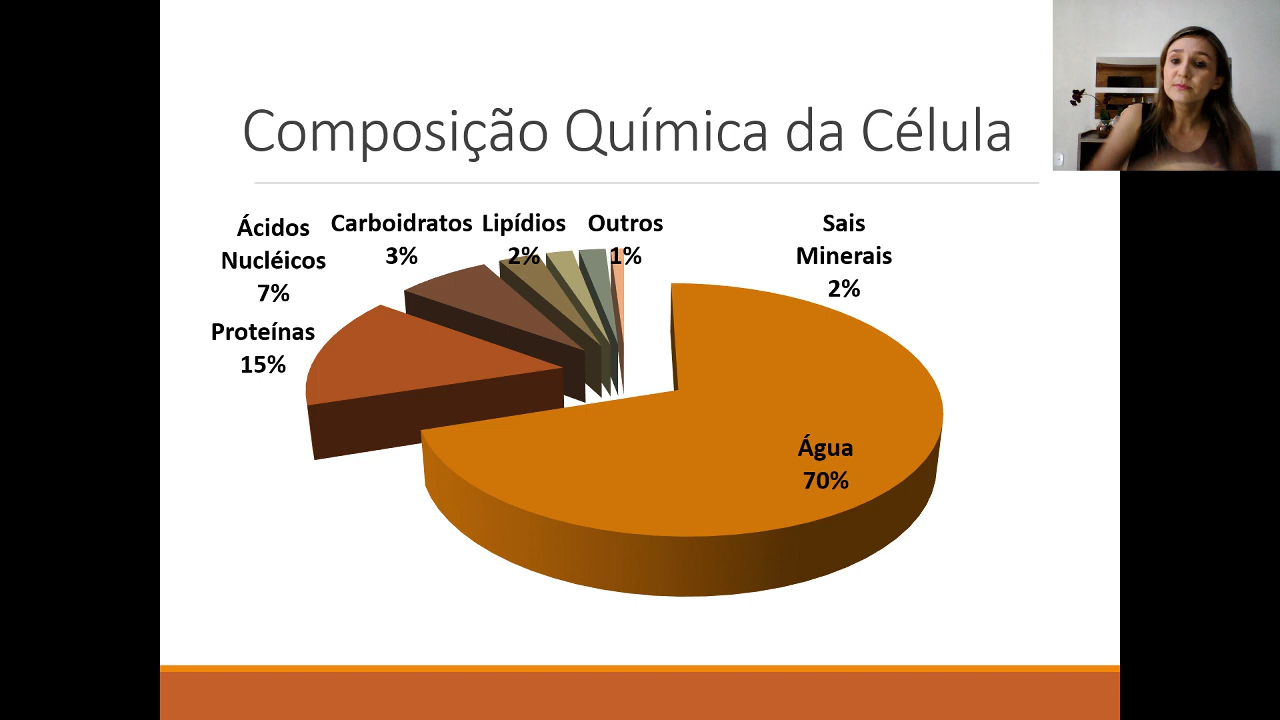 Composição Química da Célula
Ácidos
Nucléicos
7%
Carboidratos
3%
Lipídios
2%
Outros
1%
Sais
Minerais
2%
Proteínas
15%
Água
70%